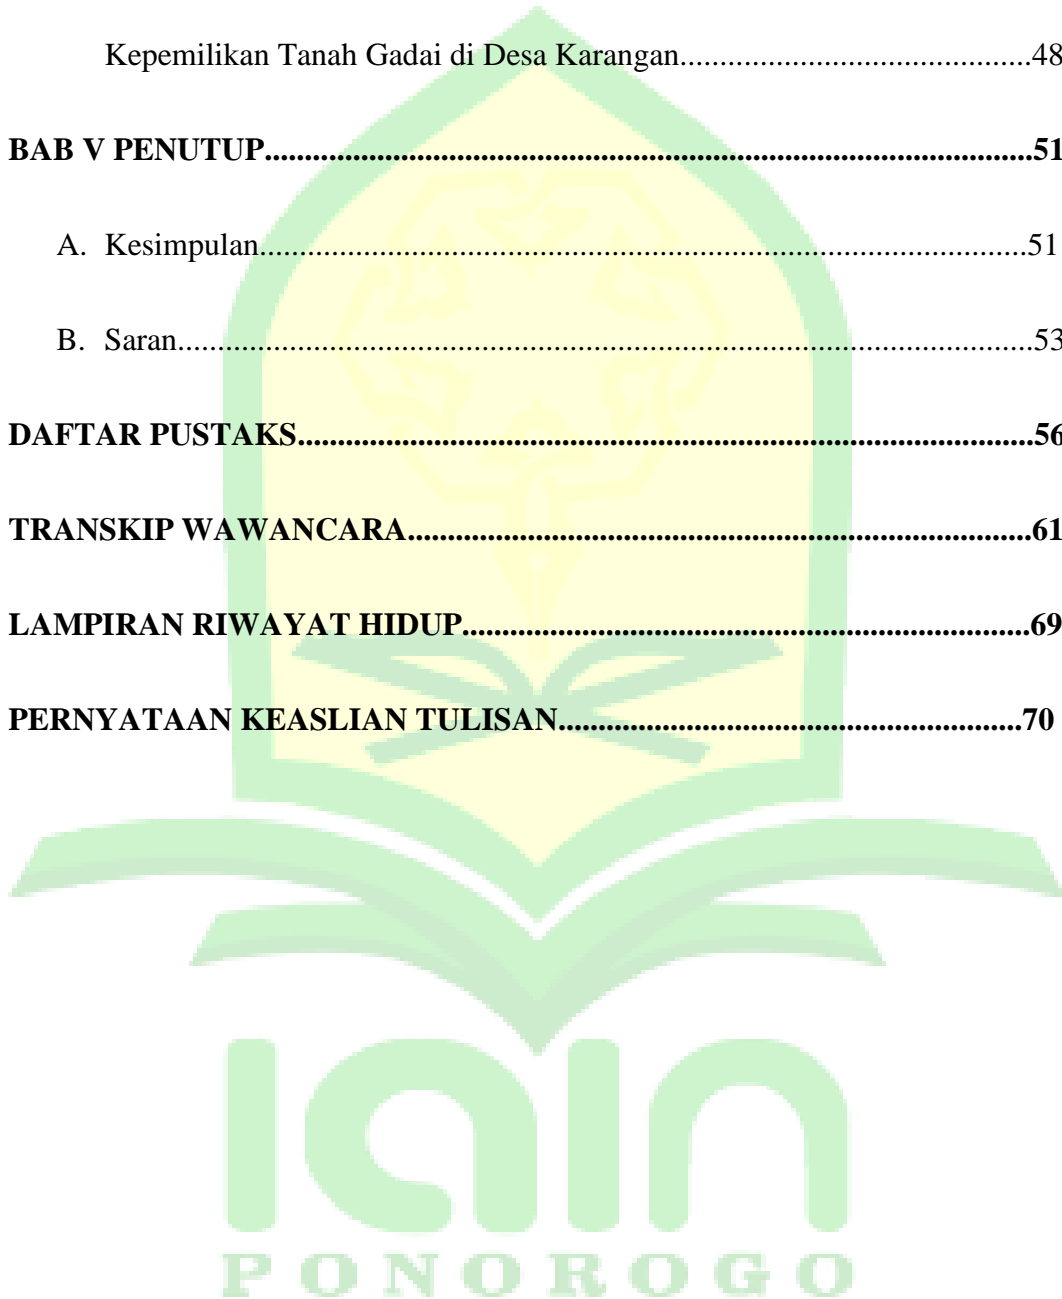 Kepemilikan Tanah Gadai di Desa Karangan............................................48
BAB V PENUTUP................................................................................................51
A. Kesimpulan................................................................................................51
B. Saran...........................................................................................................53
DAFTAR PUSTAKS............................................................................................56
TRANSKIP WAWANCARA..............................................................................61
LAMPIRAN RIWAYAT HIDUP.......................................................................69
PERNYATAAN KEASLIAN TULISAN..........................................................70
iain
PONOROGO